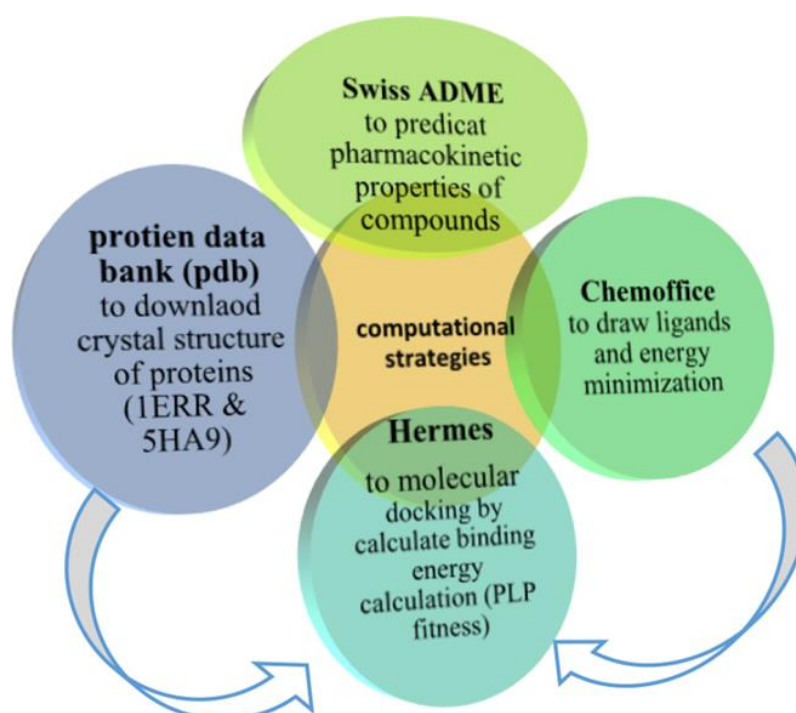 Swiss ADME
to predicat
pharmacokinetic
properties of
compounds
protien data
bank (pdb)
to downlaod
crystal structure
of proteins
(1ERR &
5HA9)
computational
strategies
Chemoffice
to draw ligands
and energy
minimization
Hermes
to molecular
docking by
calculate binding
energy
calculation (PLP
fitness)